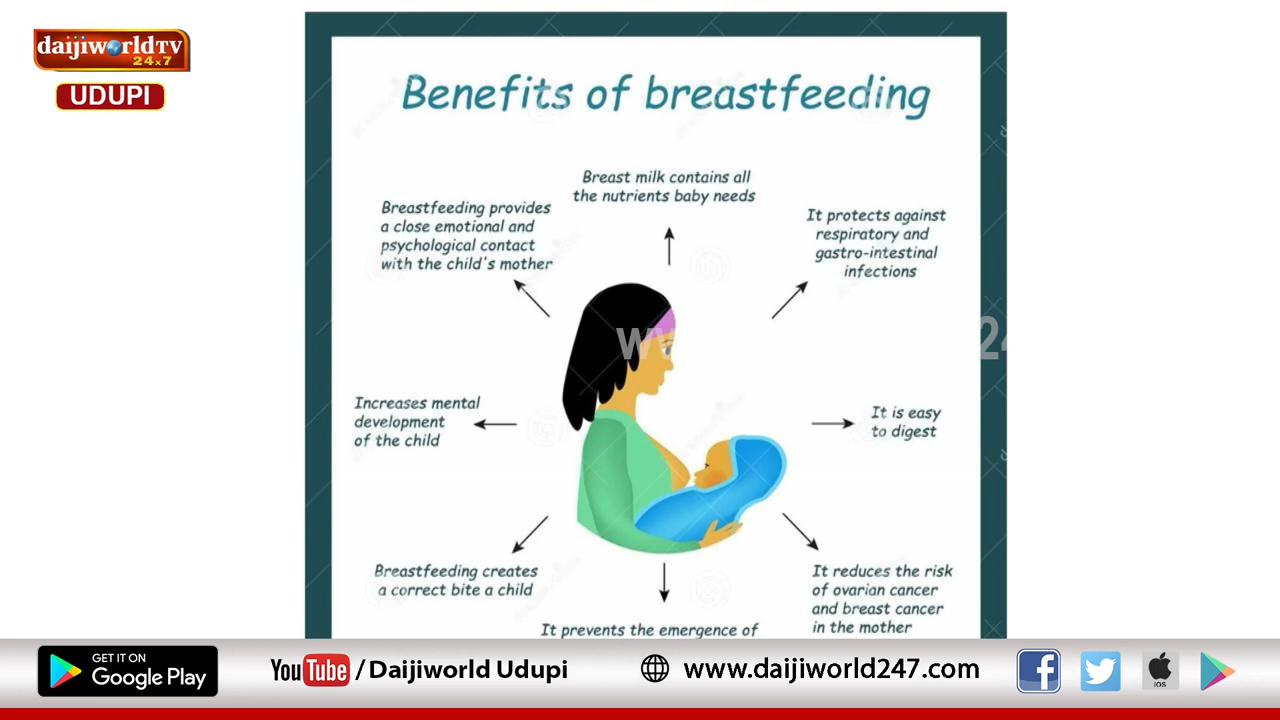 daijiworldTV
24x7
UDUPI
Benefits of breastfeeding
Breast milk contains all
the nutrients baby needs
Breastfeeding provides
a close emotional and
psychological contact
with the child's mother
It protects against
respiratory and
gastro-intestinal
infections
Increases mental
development
of the child
It is easy
to digest
Breastfeeding creates
a correct bite a child
It reduces the risk
of ovarian cancer
and breast cancer
in the mother
It prevents the emergence of
GET IT ON
Google Play
YouTube / Daijiworld Udupi
www.daijiworld247.com
iOS